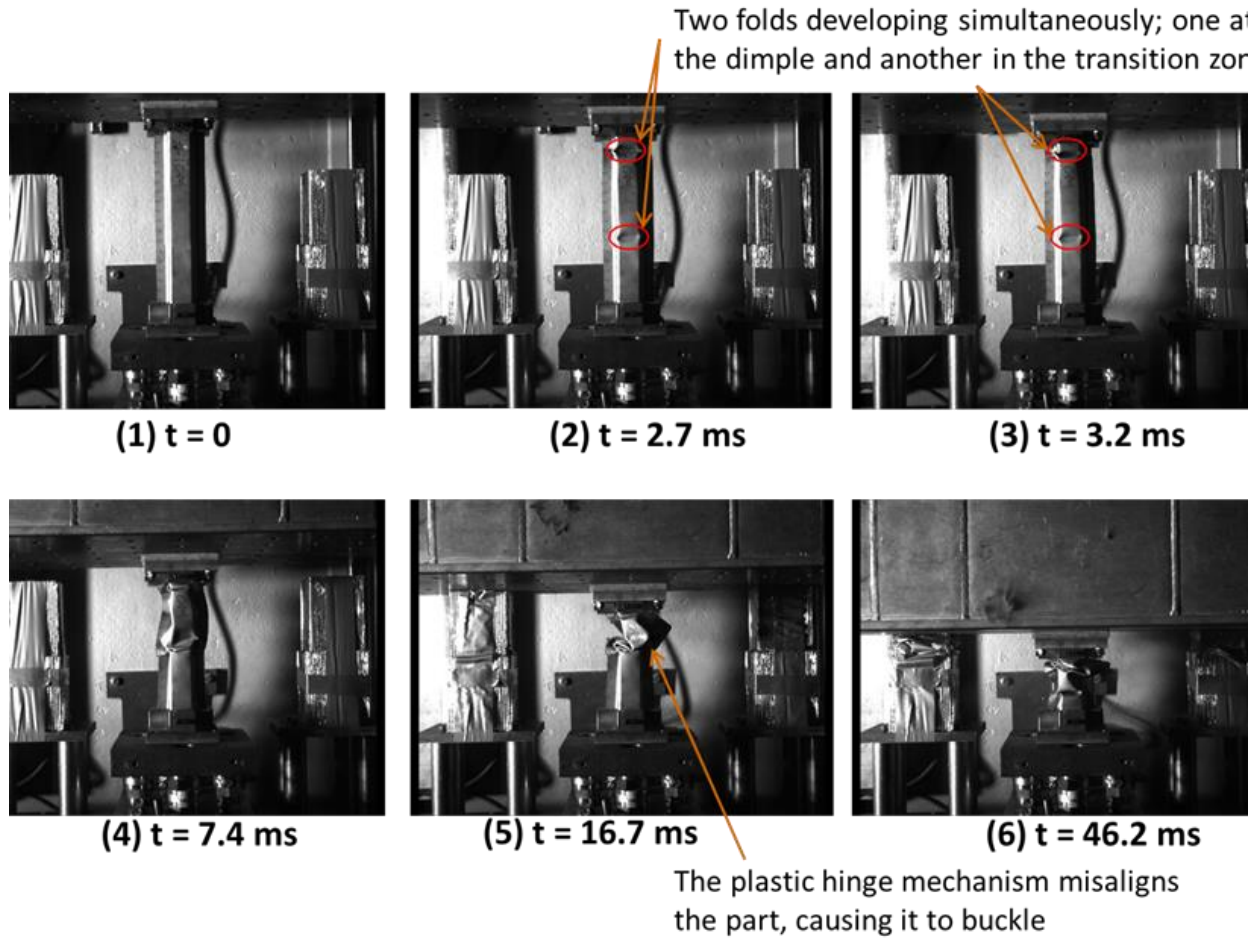 Two folds developing simultaneously; one at
the dimple and another in the transition zon
(1) t = 0
(2) t = 2.7 ms
(3) t = 3.2 ms
(4) t = 7.4 ms
(5) t = 16.7 ms
(6) t = 46.2 ms
The plastic hinge mechanism misaligns
the part, causing it to buckle